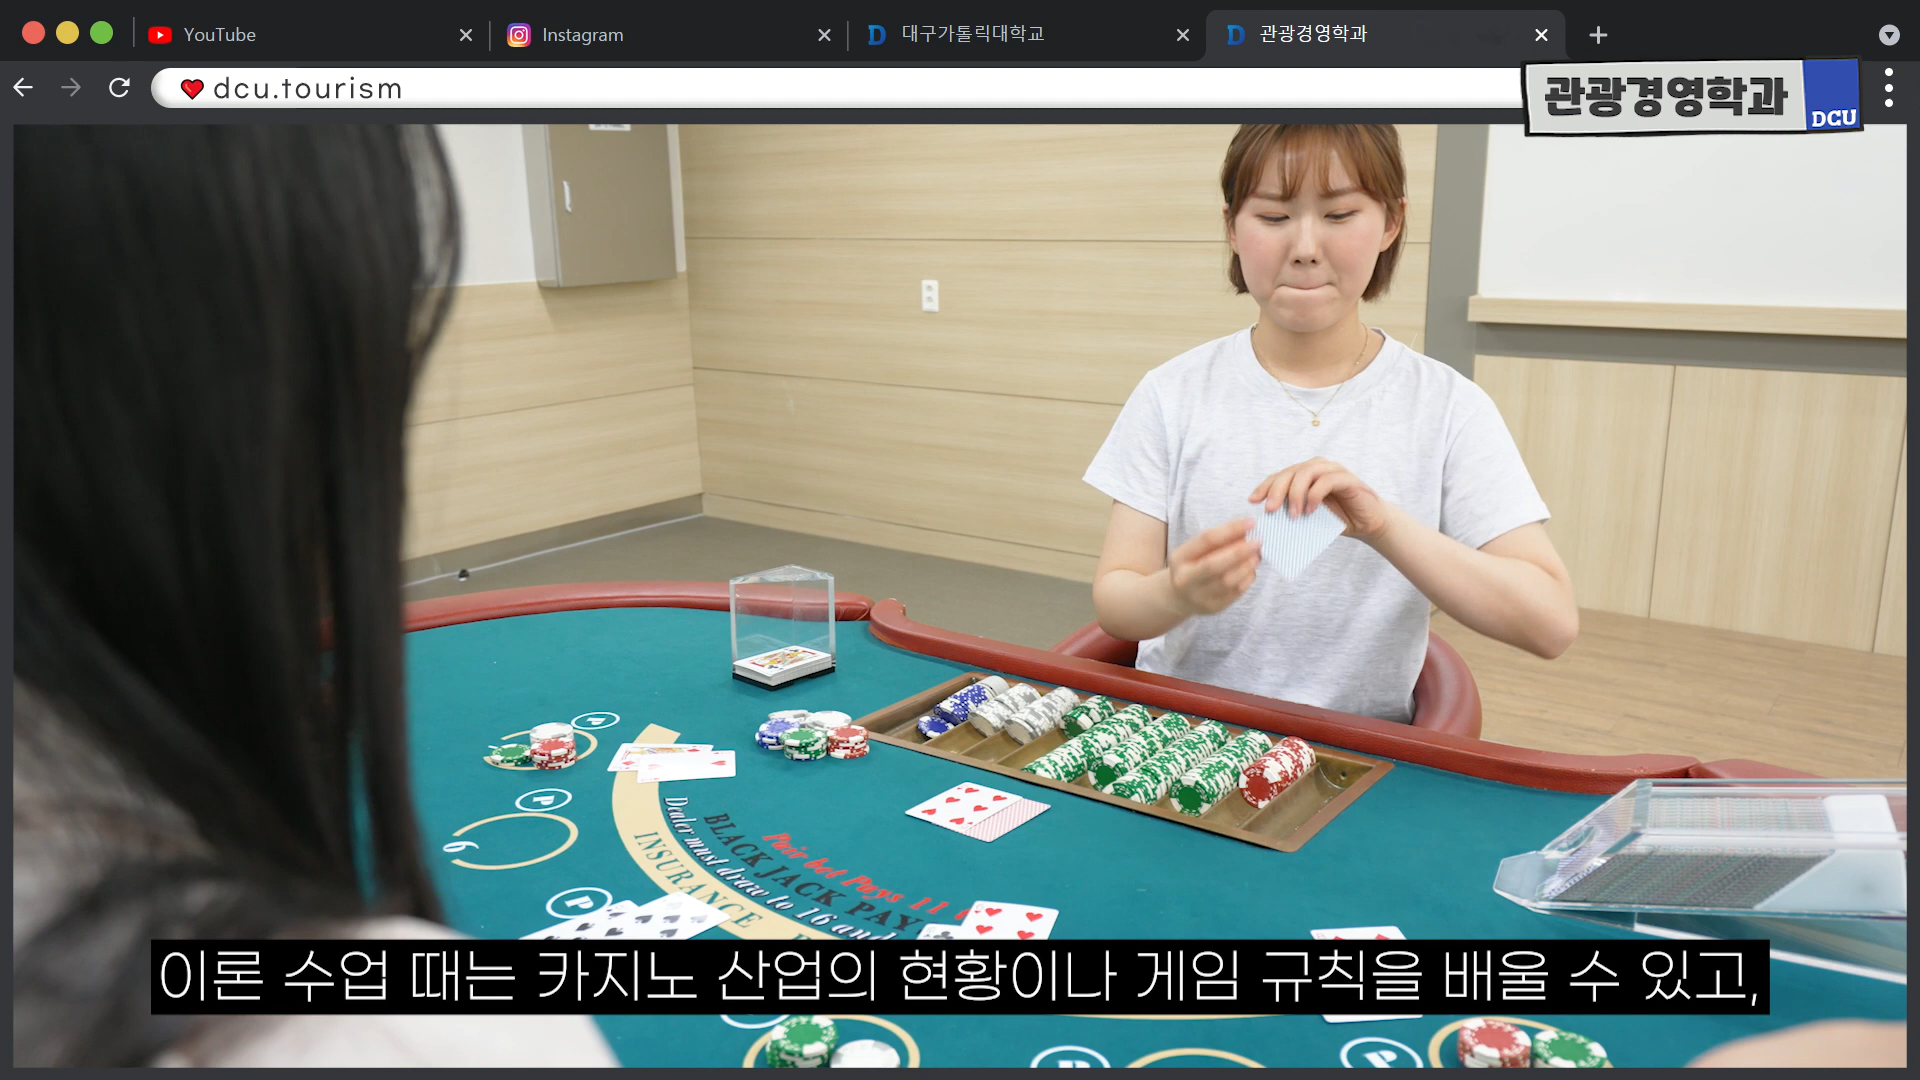 YouTube
Instagram
대구가톨릭대학교
관광경영학과
dcu.tourism
관광경영학과
DCU
P
P
6
P
Pair bet Pays 11
BLACK JACK PAY
Dealer must draw to 16 and
INSURANCE
이론 수업 때는 카지노 산업의 현황이나 게임 규칙을 배울 수 있고,
P
P